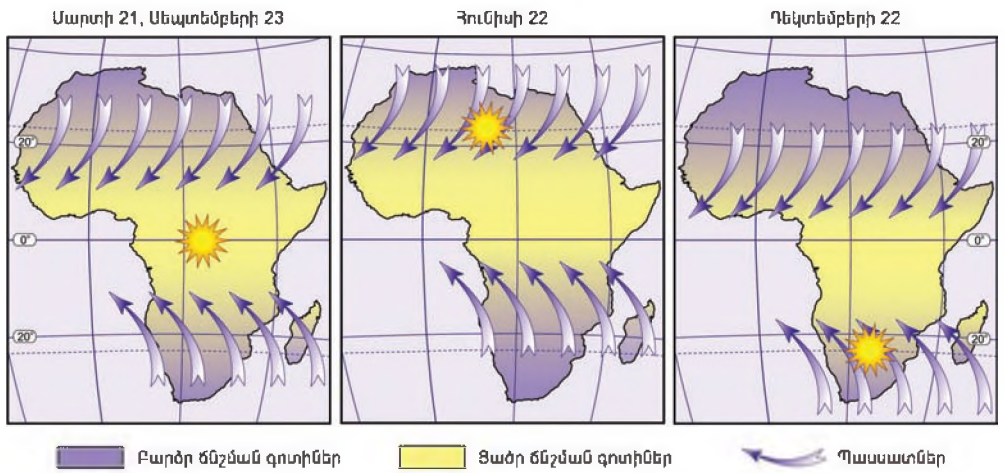 Մարտի 21, Սեպտեմբերի 23
Հունիսի 22
Դեկտեմբերի 22
20°
20°
0°
0°
20°
20°
Բարձր ճնշման գոտիներ
Ցածր ճնշման գոտիներ
Պասսատներ